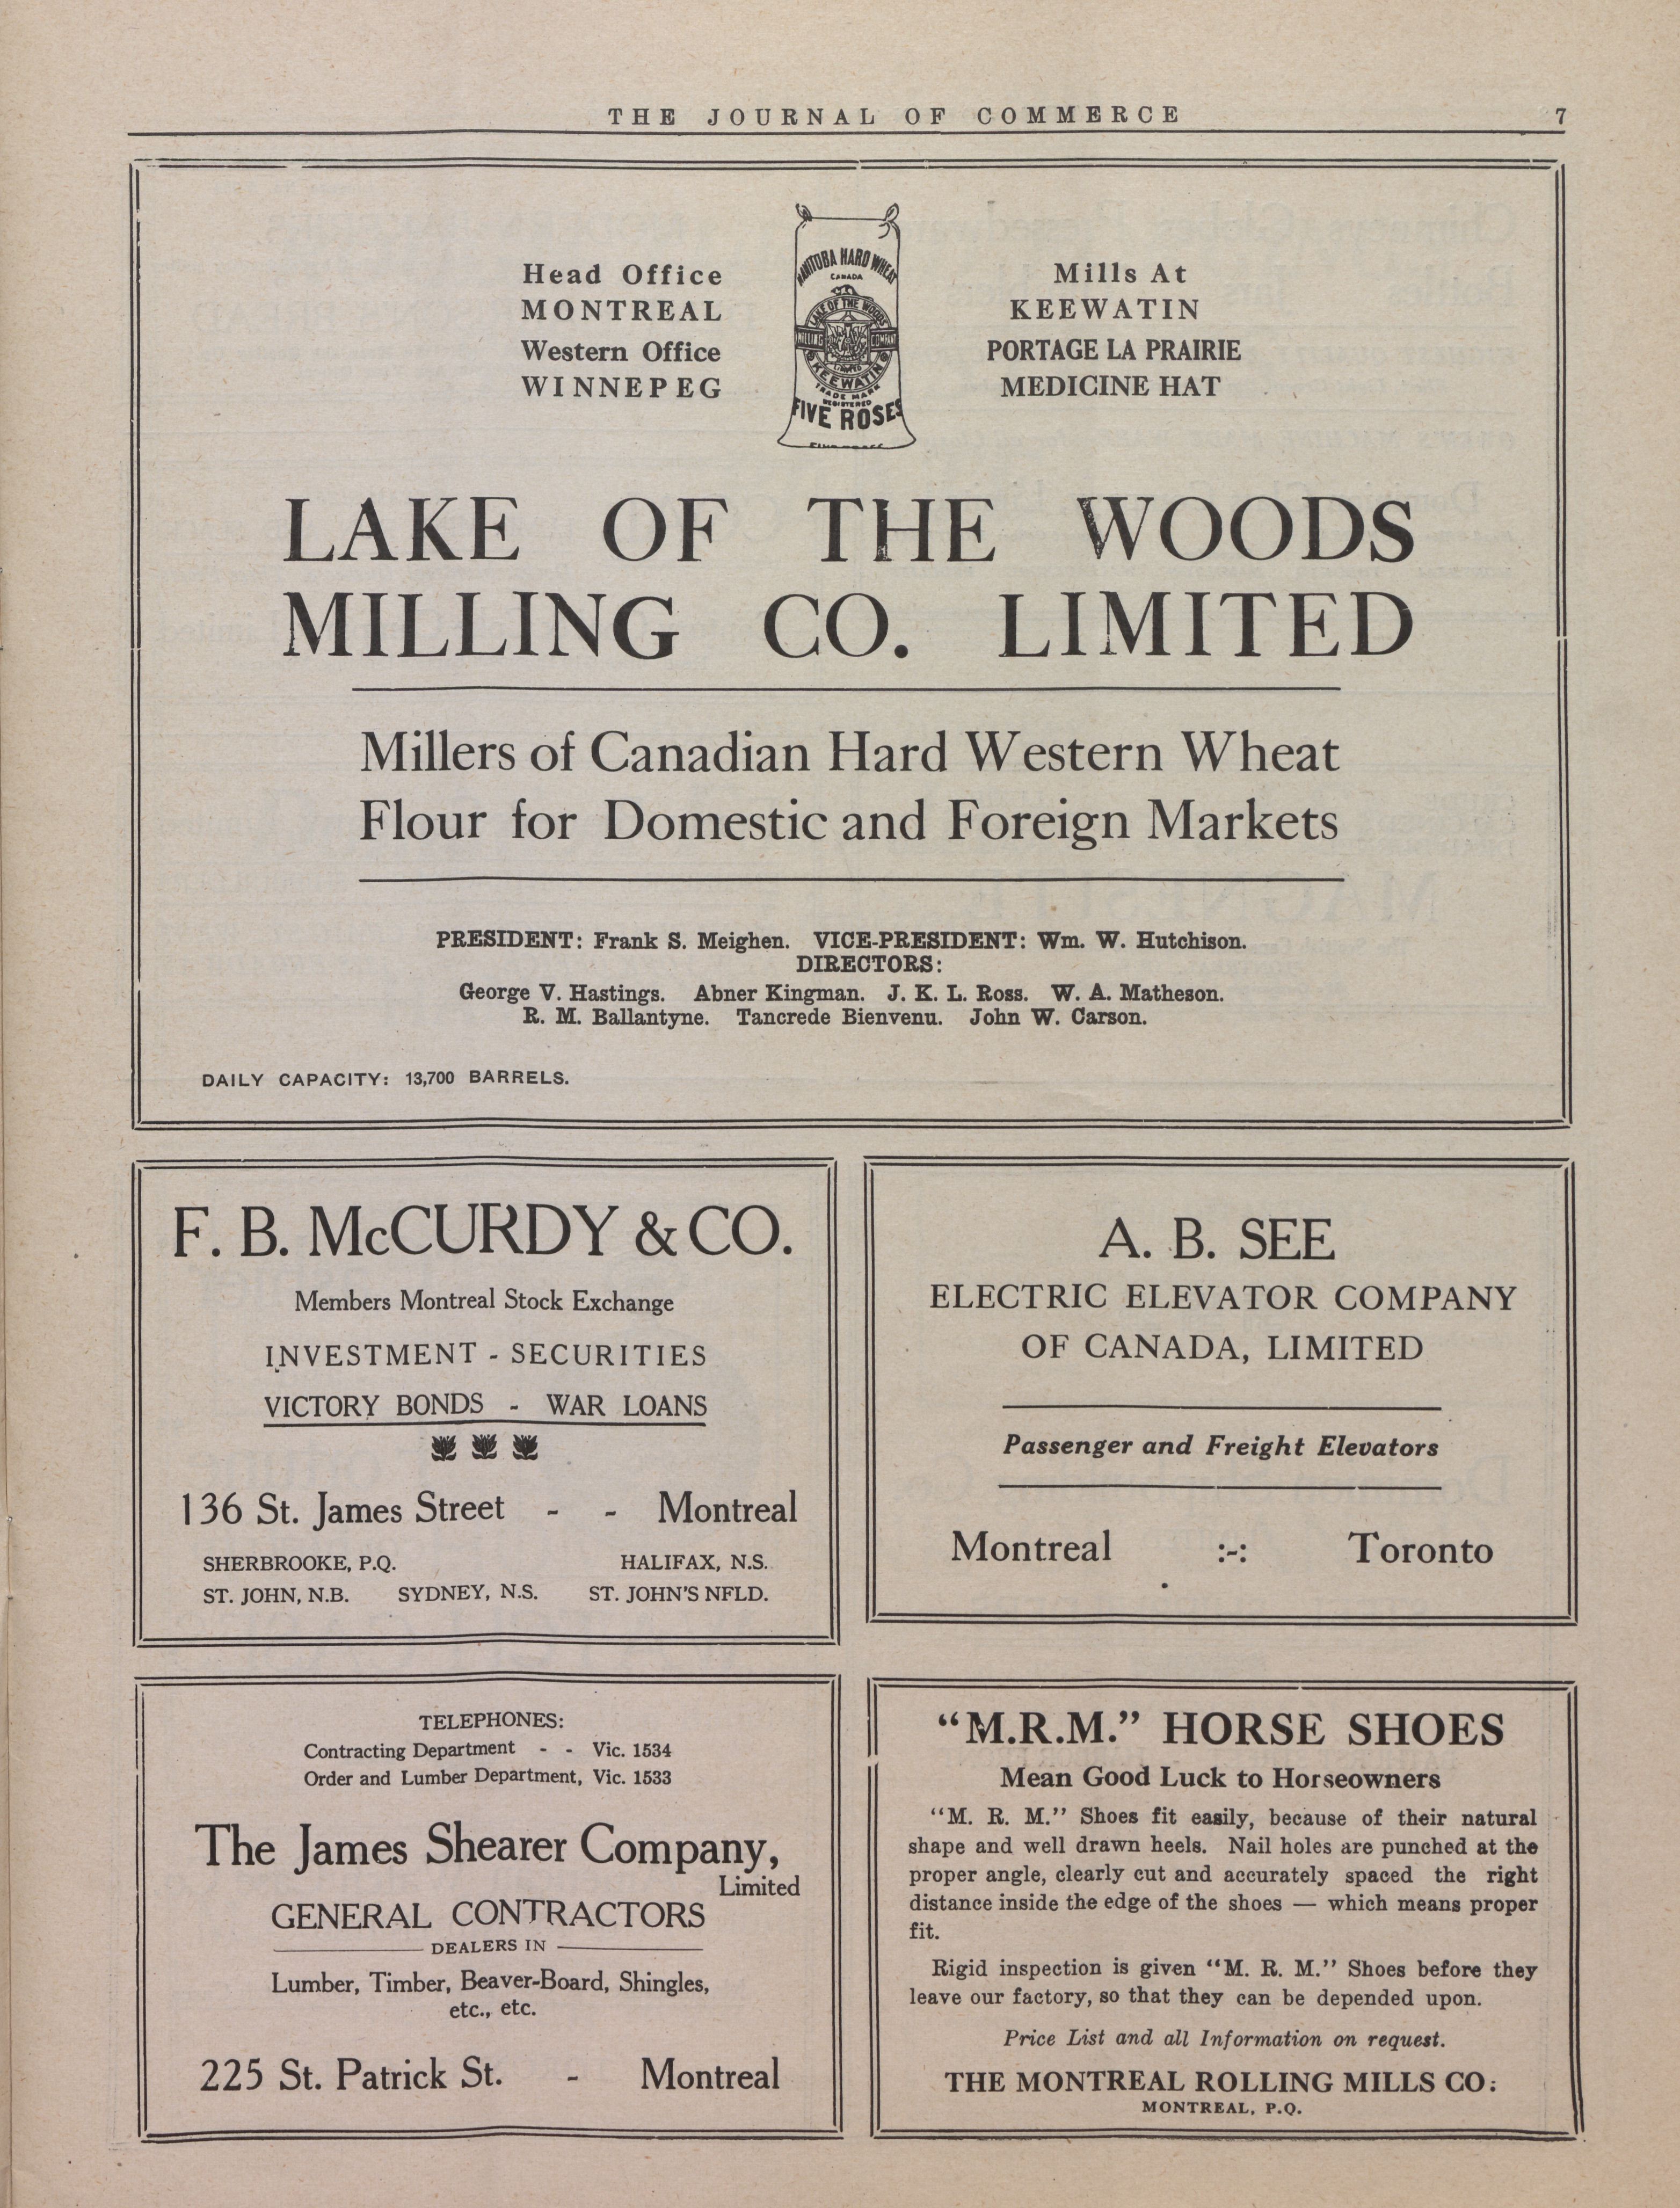 THE JOURNAL OF COMMERCE 7
Head Office
MONTREAL
Western Office
WINNEPEG
MANITOBA HARD WHEAT
CANADA
LAKE OF THE WOODS
MILLING COMPANY
LIMITED
KEEWATIN
TRADE MARK
REGISTERED
FIVE ROSES
Mills At
KEEWATIN
PORTAGE LA PRAIRIE
MEDICINE HAT
LAKE OF THE WOODS
MILLING CO. LIMITED
Millers of Canadian Hard Western Wheat
Flour for Domestic and Foreign Markets
PRESIDENT: Frank S. Meighen. VICE-PRESIDENT: Wm. W. Hutchison.
DIRECTORS:
George V. Hastings. Abner Kingman. J. K. L. Ross. W. A. Matheson.
R. M. Ballantyne. Tancrede Bienvenu. John W. Carson.
DAILY CAPACITY: 13,700 BARRELS.
F. B. McCURDY & CO.
Members Montreal Stock Exchange
INVESTMENT - SECURITIES
VICTORY BONDS - WAR LOANS
136 St. James Street - - Montreal
SHERBROOKE, P.Q. HALIFAX, N.S.
ST. JOHN, N.B. SYDNEY, N.S. ST. JOHN'S NFLD.
A. B. SEE
ELECTRIC ELEVATOR COMPANY
OF CANADA, LIMITED
Passenger and Freight Elevators
Montreal :-: Toronto
TELEPHONES:
Contracting Department - - Vic. 1534
Order and Lumber Department, Vic. 1533
The James Shearer Company,
Limited
GENERAL CONTRACTORS
DEALERS IN
Lumber, Timber, Beaver-Board, Shingles,
etc., etc.
225 St. Patrick St. - Montreal
"M.R.M." HORSE SHOES
Mean Good Luck to Horseowners
"M. R. M." Shoes fit easily, because of their natural
shape and well drawn heels. Nail holes are punched at the
proper angle, clearly cut and accurately spaced the right
distance inside the edge of the shoes — which means proper
fit.
Rigid inspection is given "M. R. M." Shoes before they
leave our factory, so that they can be depended upon.
Price List and all Information on request.
THE MONTREAL ROLLING MILLS CO:
MONTREAL, P.Q.